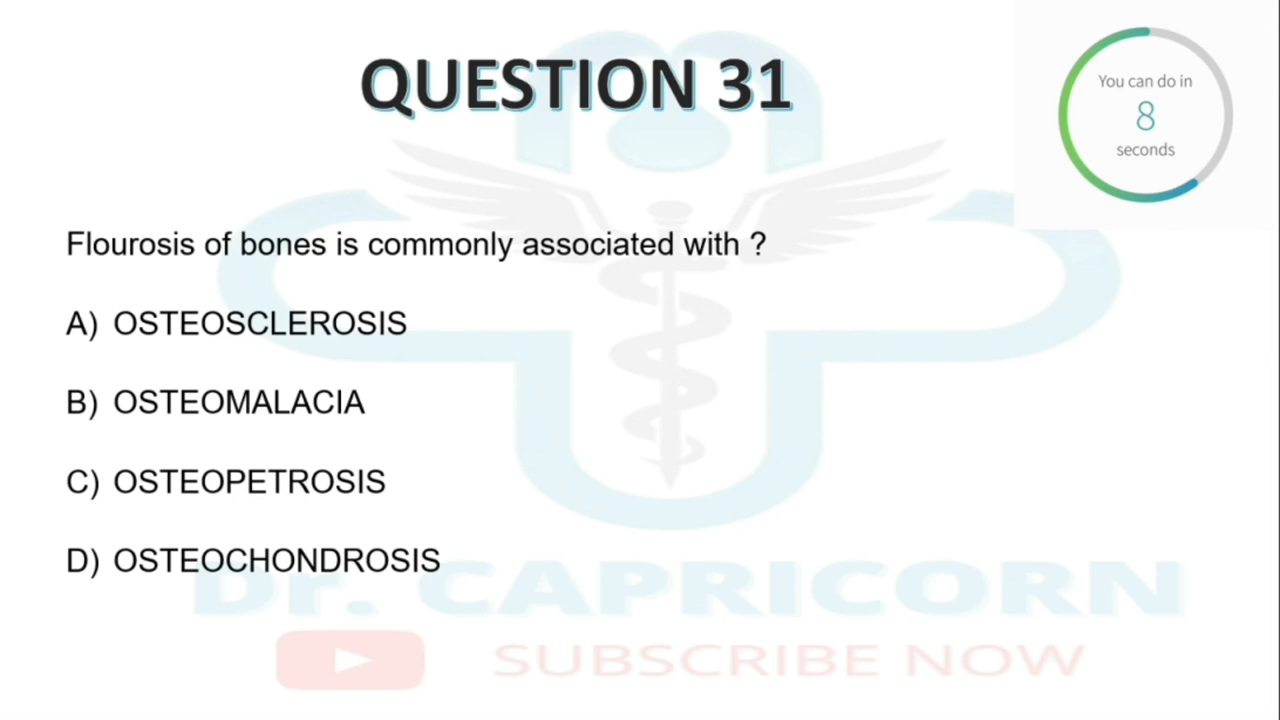 QUESTION 31
You can do in
8
seconds
Flourosis of bones is commonly associated with ?
A) OSTEOSCLEROSIS
B) OSTEOMALACIA
C) OSTEOPETROSIS
D) OSTEOCHONDROSIS
Dr. CAPRICORN
SUBSCRIBE NOW